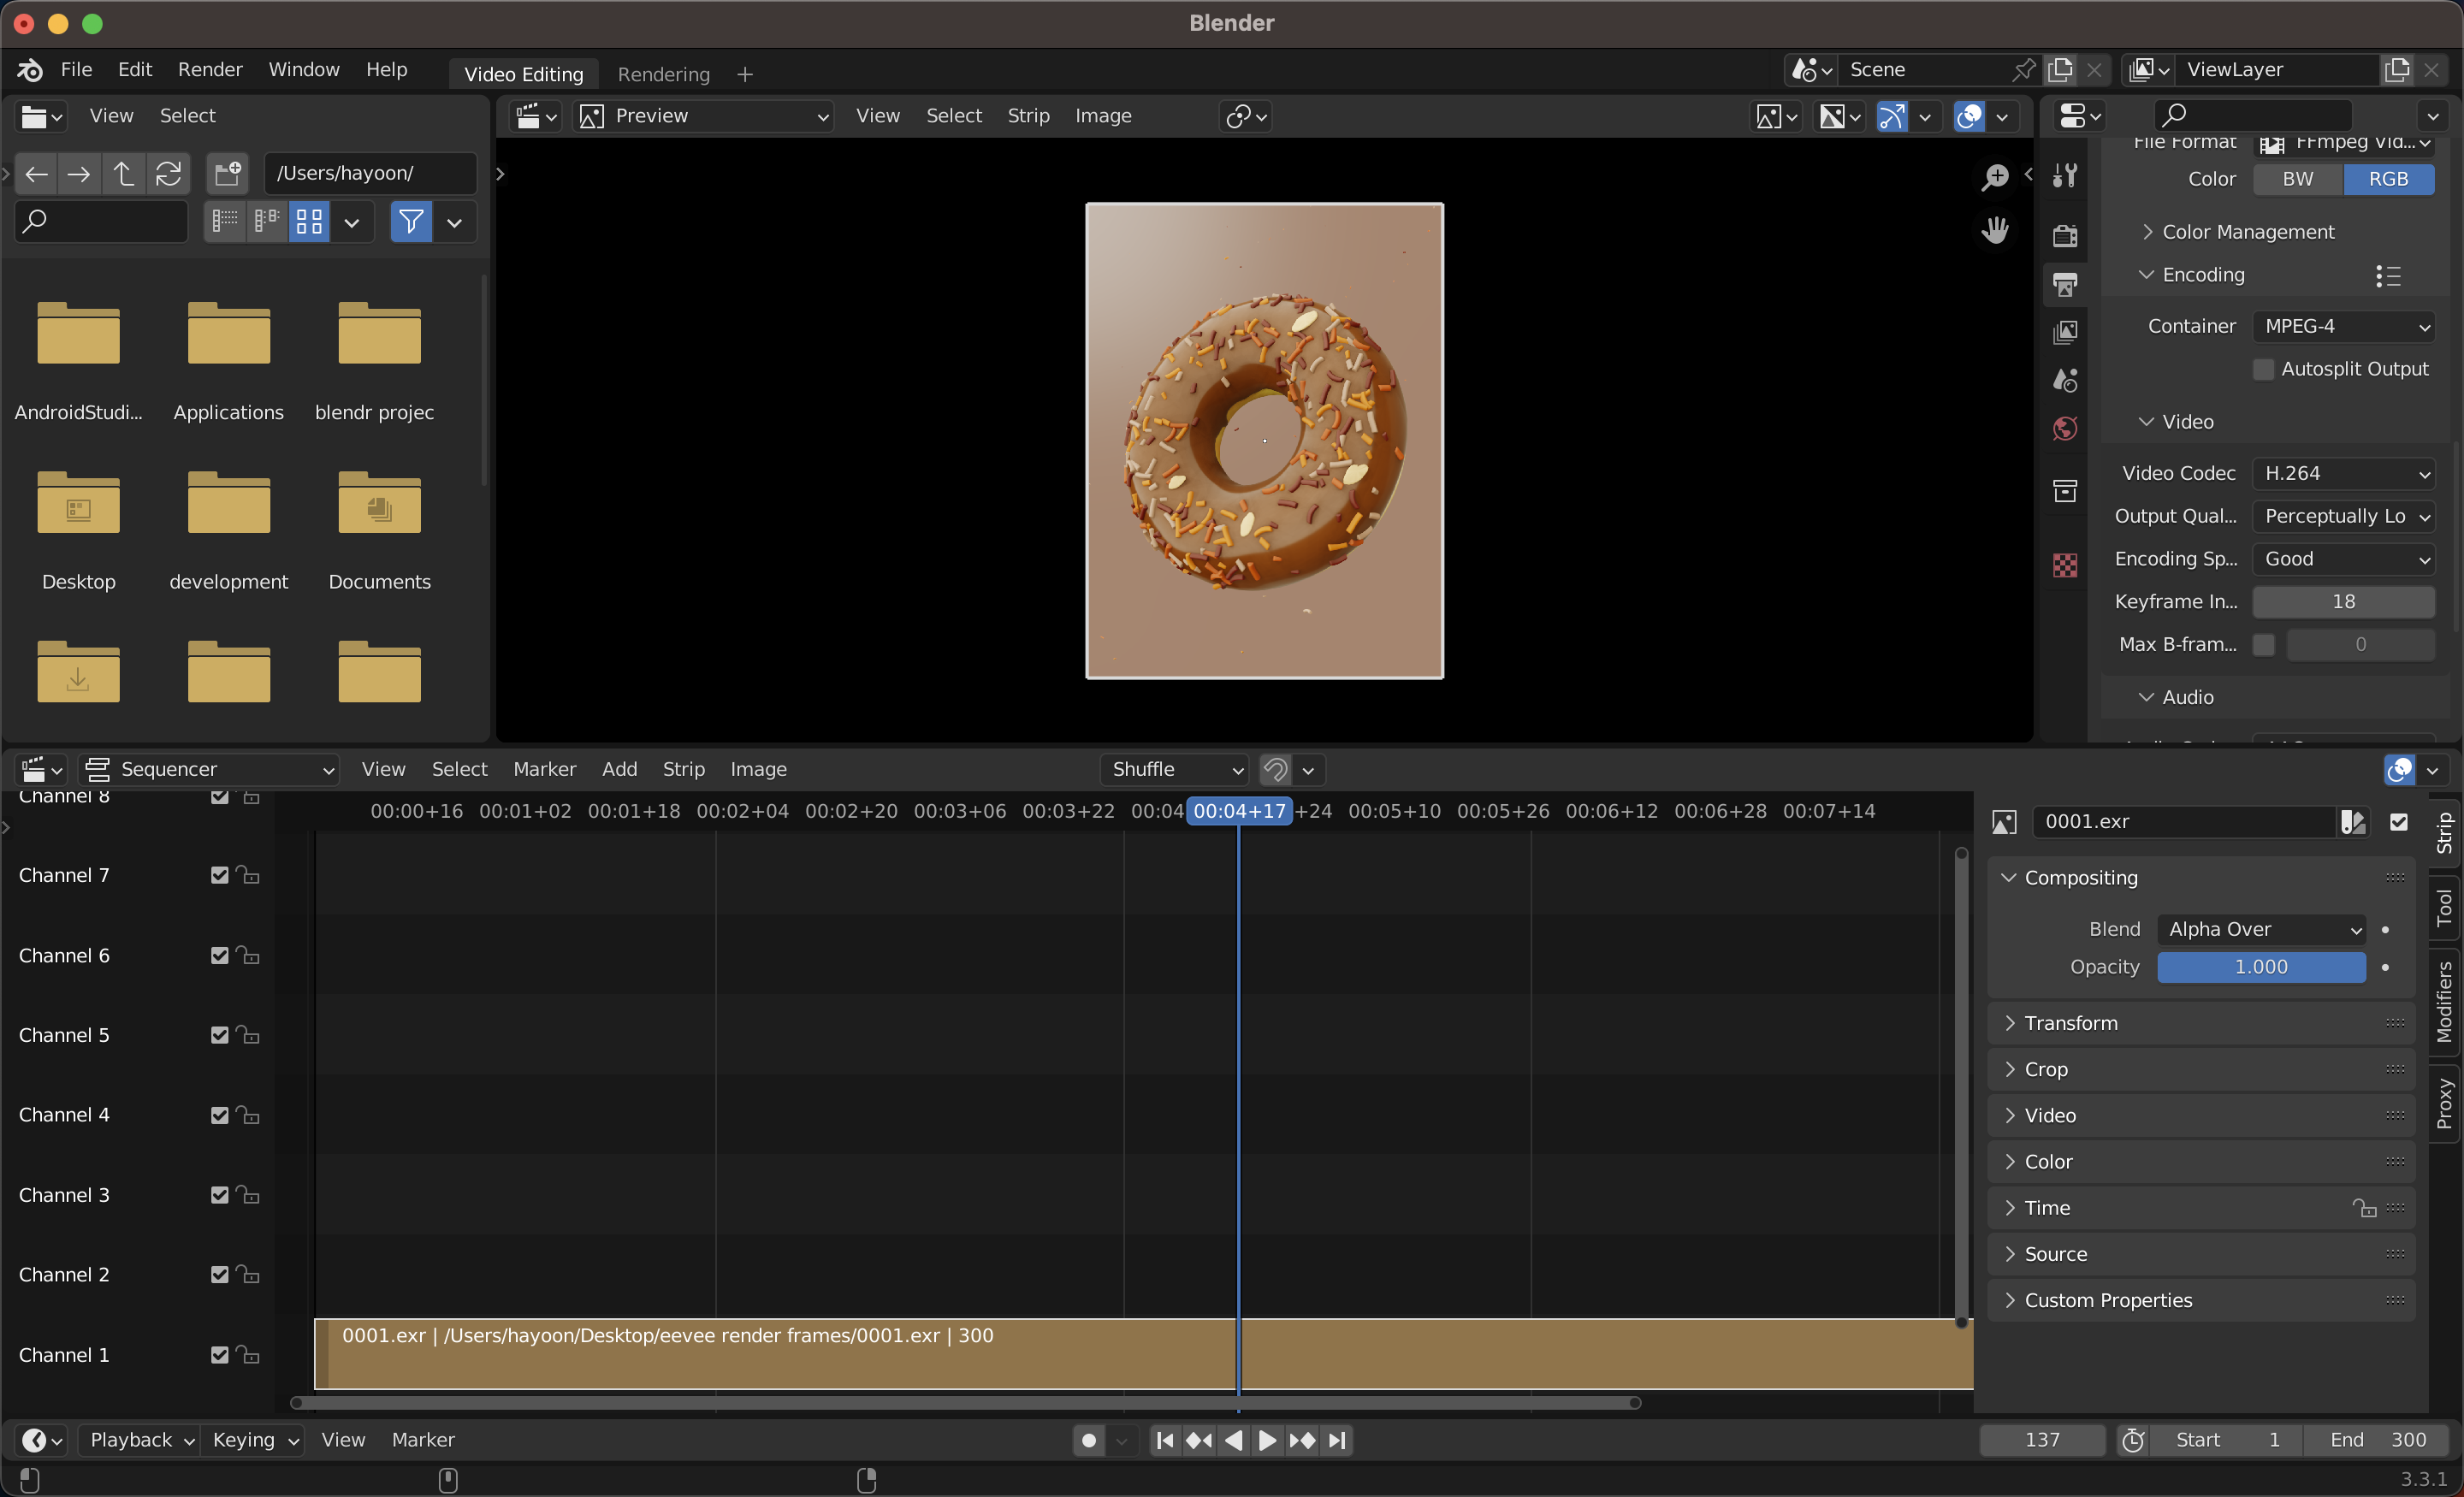 Blender
File Edit Render Window Help Video Editing Rendering + Scene ViewLayer
View Select Preview View Select Strip Image
/Users/hayoon/
AndroidStudi... Applications blendr projec
Desktop development Documents
File Format FFmpeg Vid...
Color BW RGB
Color Management
Encoding
Container MPEG-4
Autosplit Output
Video
Video Codec H.264
Output Qual... Perceptually Lo
Encoding Sp... Good
Keyframe In... 18
Max B-fram... 0
Audio
Sequencer View Select Marker Add Strip Image Shuffle
00:00+16 00:01+02 00:01+18 00:02+04 00:02+20 00:03+06 00:03+22 00:04 00:04+17 +24 00:05+10 00:05+26 00:06+12 00:06+28 00:07+14
Channel 8
Channel 7
Channel 6
Channel 5
Channel 4
Channel 3
Channel 2
Channel 1
0001.exr | /Users/hayoon/Desktop/eevee render frames/0001.exr | 300
0001.exr
Compositing
Blend Alpha Over
Opacity 1.000
Transform
Crop
Video
Color
Time
Source
Custom Properties
Strip
Tool
Modifiers
Proxy
Playback Keying View Marker 137 Start 1 End 300
3.3.1